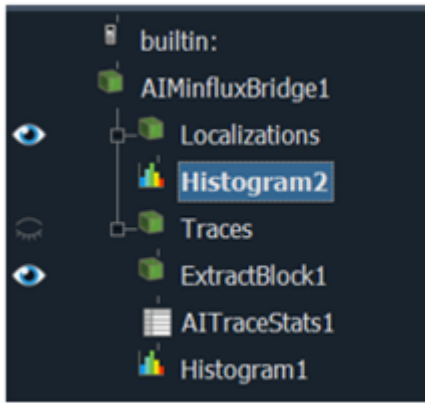 builtin:
AIMinfluxBridge1
Localizations
Histogram2
Traces
ExtractBlock1
AITraceStats1
Histogram1